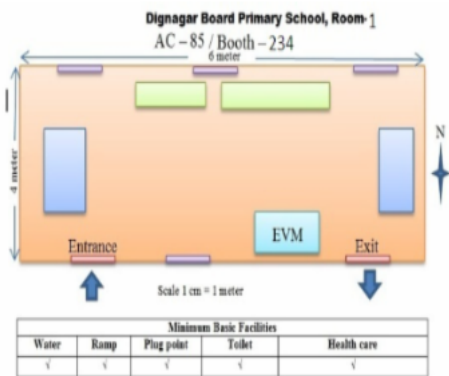 Dignagar Board Primary School, Room-1
AC – 85 / Booth – 234
6 meter
4 meter
N
EVM
Entrance
Exit
Scale 1 cm = 1 meter
Minimum Basic Facilities
Water Ramp Plug point Toilet Health care
√ √ √ √ √